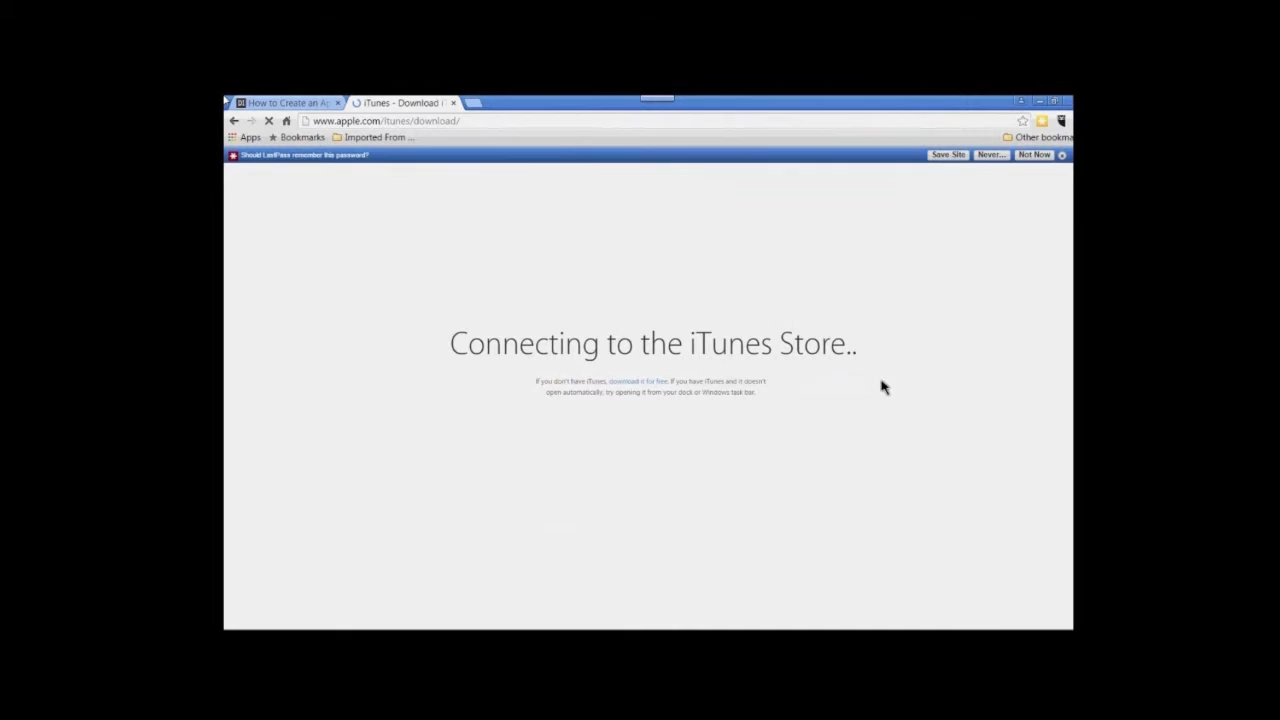 How to Create an Ap
iTunes - Download i
www.apple.com/itunes/download/
Apps Bookmarks Imported From ... Other bookma
Should LastPass remember this password? Save Site Never... Not Now
Connecting to the iTunes Store..
If you don't have iTunes, download it for free. If you have iTunes and it doesn't
open automatically, try opening it from your dock or Windows task bar.